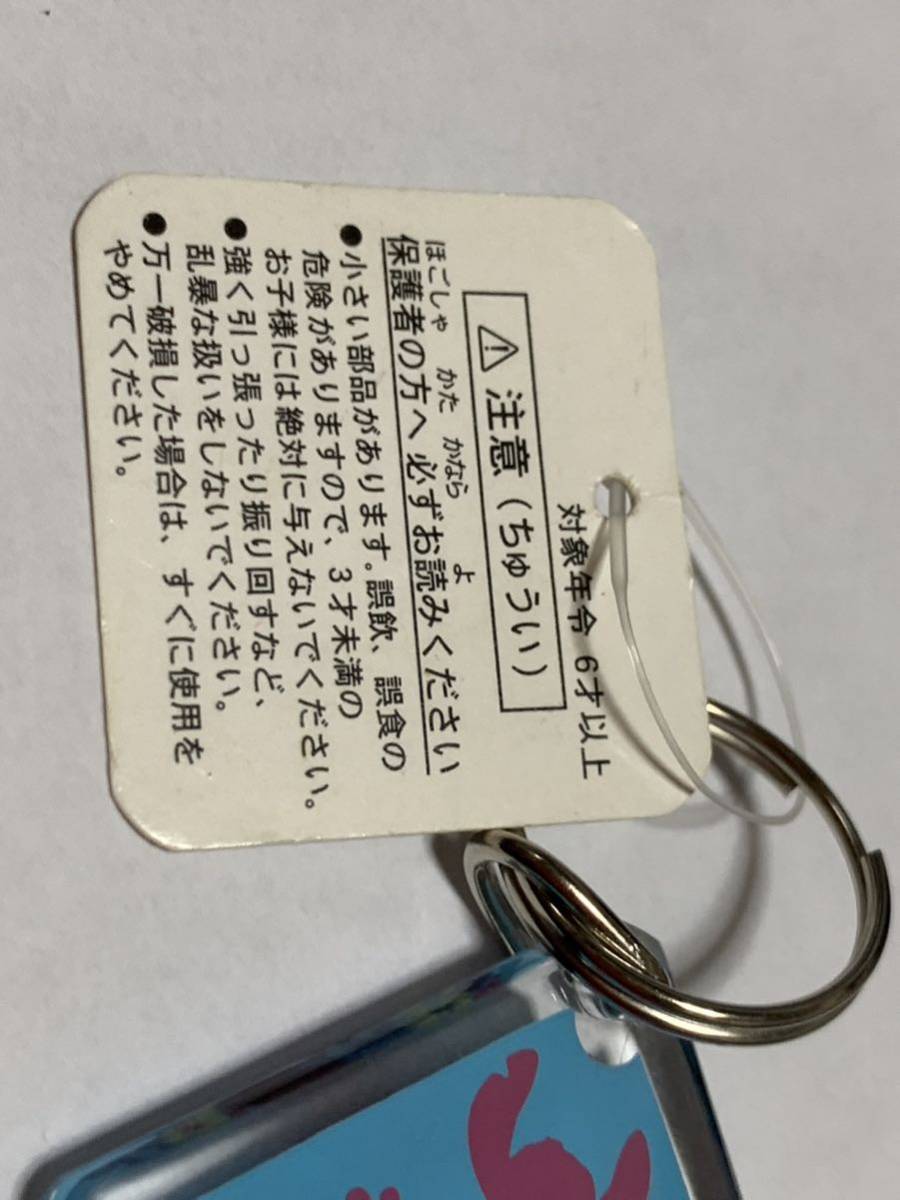 対象年令 6才以上
⚠ 注意（ちゅうい）
ほごしゃ かた かなら よ
保護者の方へ 必ずお読みください
●小さい部品があります。誤飲、誤食の
危険がありますので、3才未満の
お子様には絶対に与えないでください。
●強く引っ張ったり振り回すなど、
乱暴な扱いをしないでください。
●万一破損した場合は、すぐに使用を
やめてください。